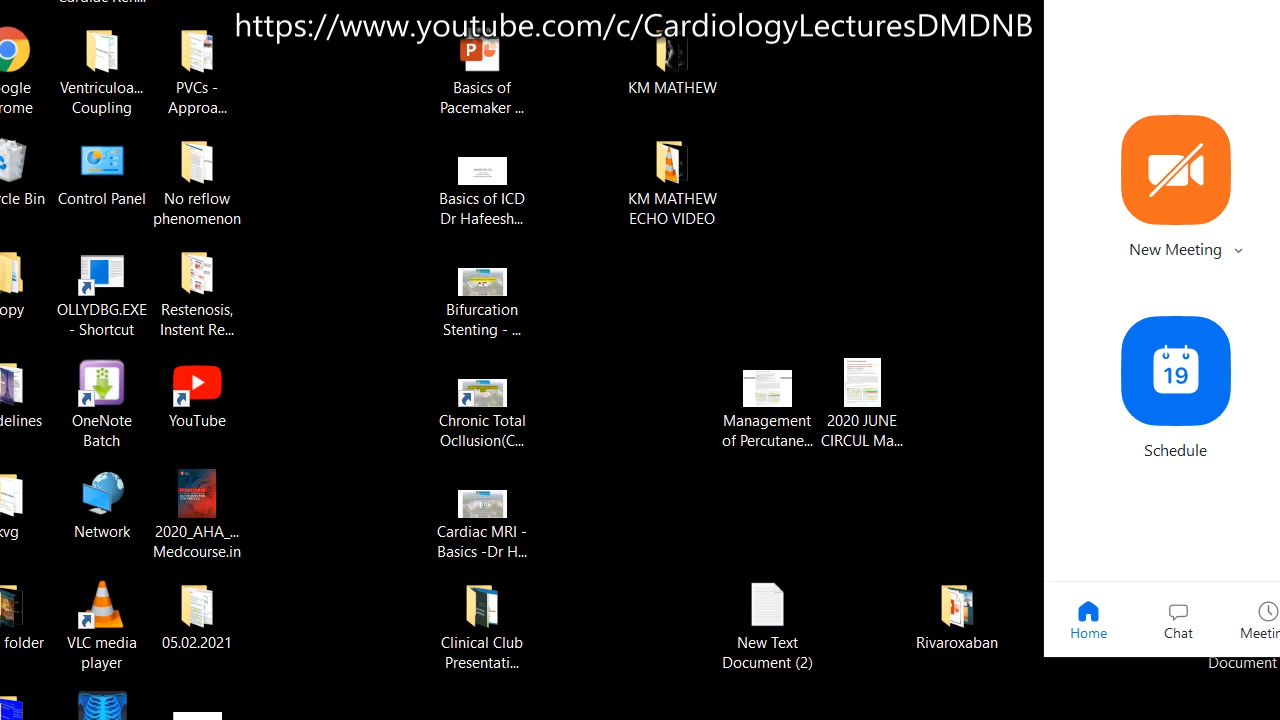 https://www.youtube.com/c/CardiologyLecturesDMDNB
ogle
rome
Ventriculoa...
Coupling
PVCs -
Approa...
Basics of
Pacemaker ...
KM MATHEW
cle Bin
Control Panel
No reflow
phenomenon
Basics of ICD
Dr Hafeesh...
KM MATHEW
ECHO VIDEO
New Meeting
opy
OLLYDBG.EXE
- Shortcut
Restenosis,
Instent Re...
Bifurcation
Stenting - ...
delines
OneNote
Batch
YouTube
Chronic Total
Ocllusion(C...
Management
of Percutane...
2020 JUNE
CIRCUL Ma...
19
Schedule
kvg
Network
2020_AHA_...
Medcourse.in
Cardiac MRI -
Basics -Dr H...
folder
VLC media
player
05.02.2021
Clinical Club
Presentati...
New Text
Document (2)
Rivaroxaban
Home
Chat
Meetin
Document